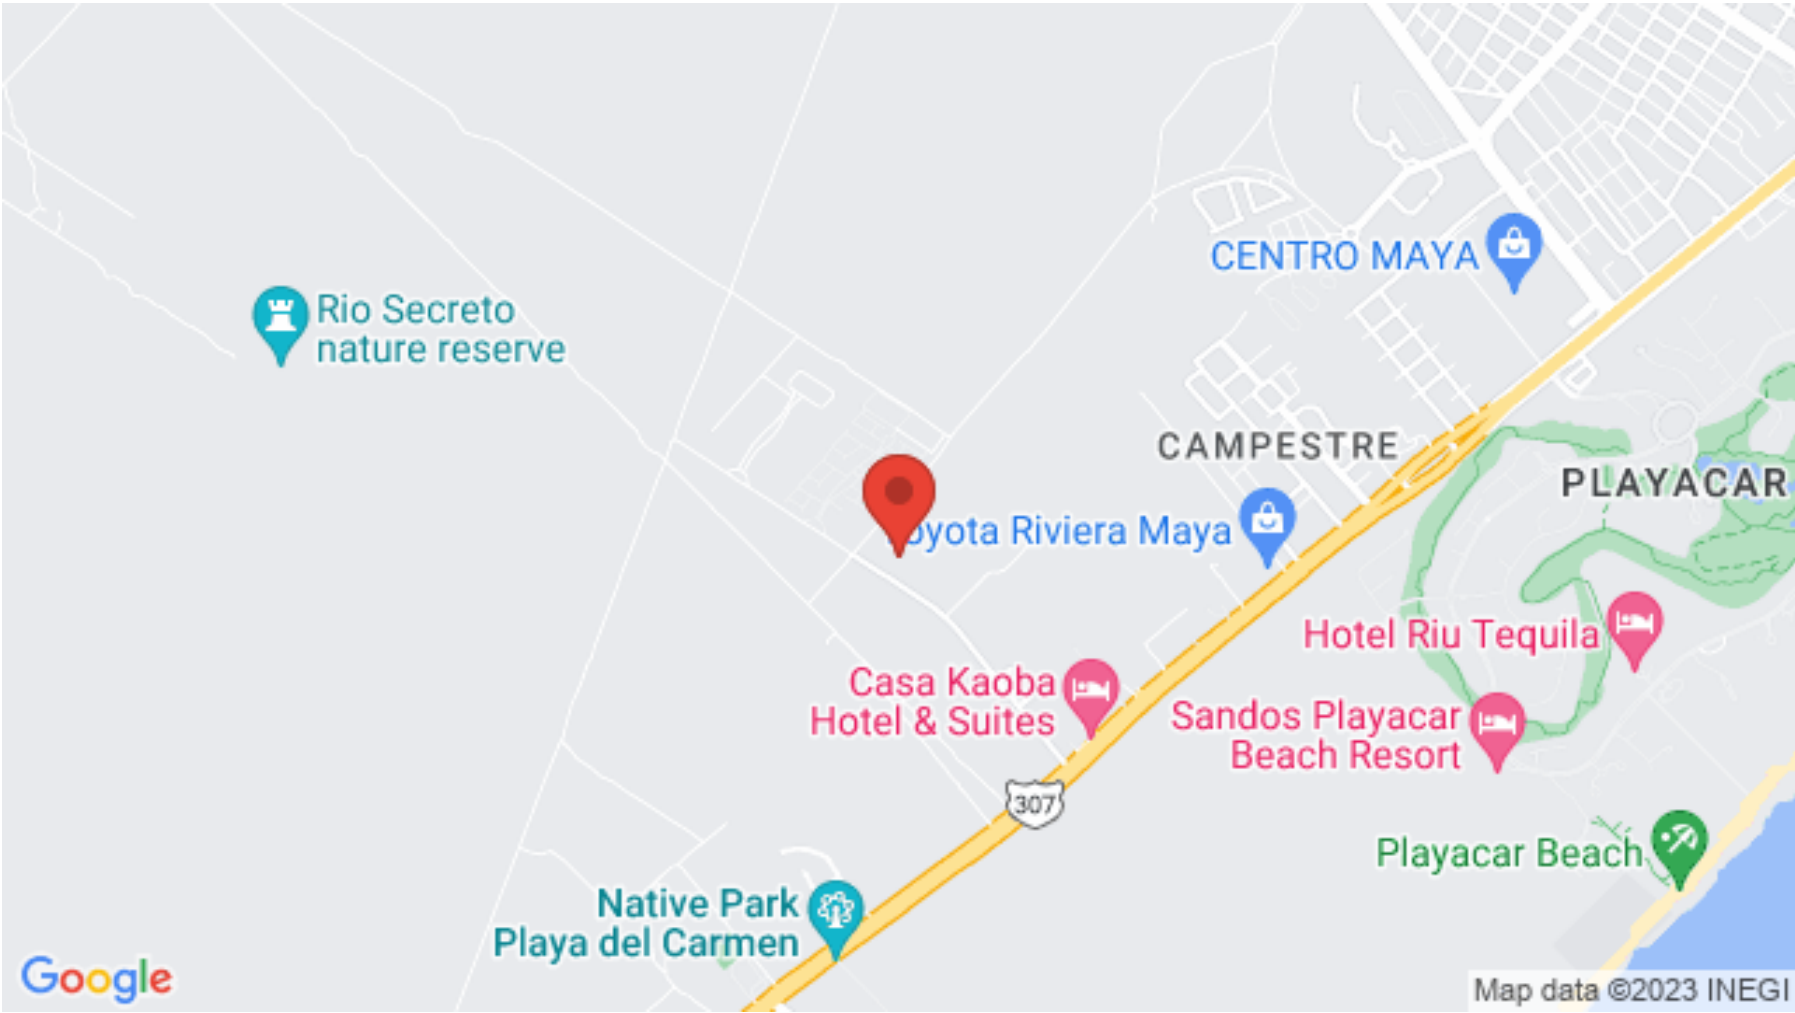 CENTRO MAYA
Rio Secreto
nature reserve
CAMPESTRE
PLAYACAR
oyota Riviera Maya
Hotel Riu Tequila
Casa Kaoba
Hotel & Suites
Sandos Playacar
Beach Resort
307
Playacar Beach
Native Park
Playa del Carmen
Google
Map data ©2023 INEGI